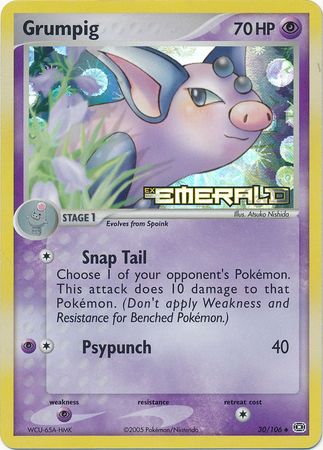 Grumpig 70 HP
EX
EMERALD
Illus. Atsuko Nishida
STAGE 1
Evolves from Spoink
Snap Tail
Choose 1 of your opponent's Pokémon.
This attack does 10 damage to that
Pokémon. (Don't apply Weakness and
Resistance for Benched Pokémon.)
Psypunch 40
weakness resistance retreat cost
WCU-65A-HMK ©2005 Pokémon/Nintendo 30/106